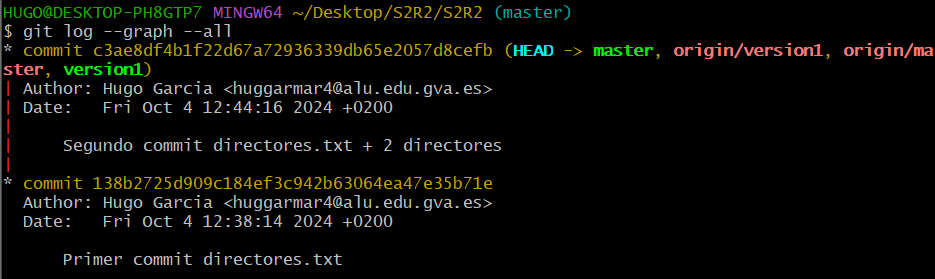 HUGO@DESKTOP-PH8GTP7 MINGW64 ~/Desktop/S2R2/S2R2 (master)
$ git log --graph --all
* commit c3ae8df4b1f22d67a72936339db65e2057d8cefb (HEAD -> master, origin/version1, origin/ma
ster, version1)
| Author: Hugo Garcia <huggarmar4@alu.edu.gva.es>
| Date:   Fri Oct 4 12:44:16 2024 +0200
|
|     Segundo commit directores.txt + 2 directores
|
* commit 138b2725d909c184ef3c942b63064ea47e35b71e
  Author: Hugo Garcia <huggarmar4@alu.edu.gva.es>
  Date:   Fri Oct 4 12:38:14 2024 +0200

      Primer commit directores.txt